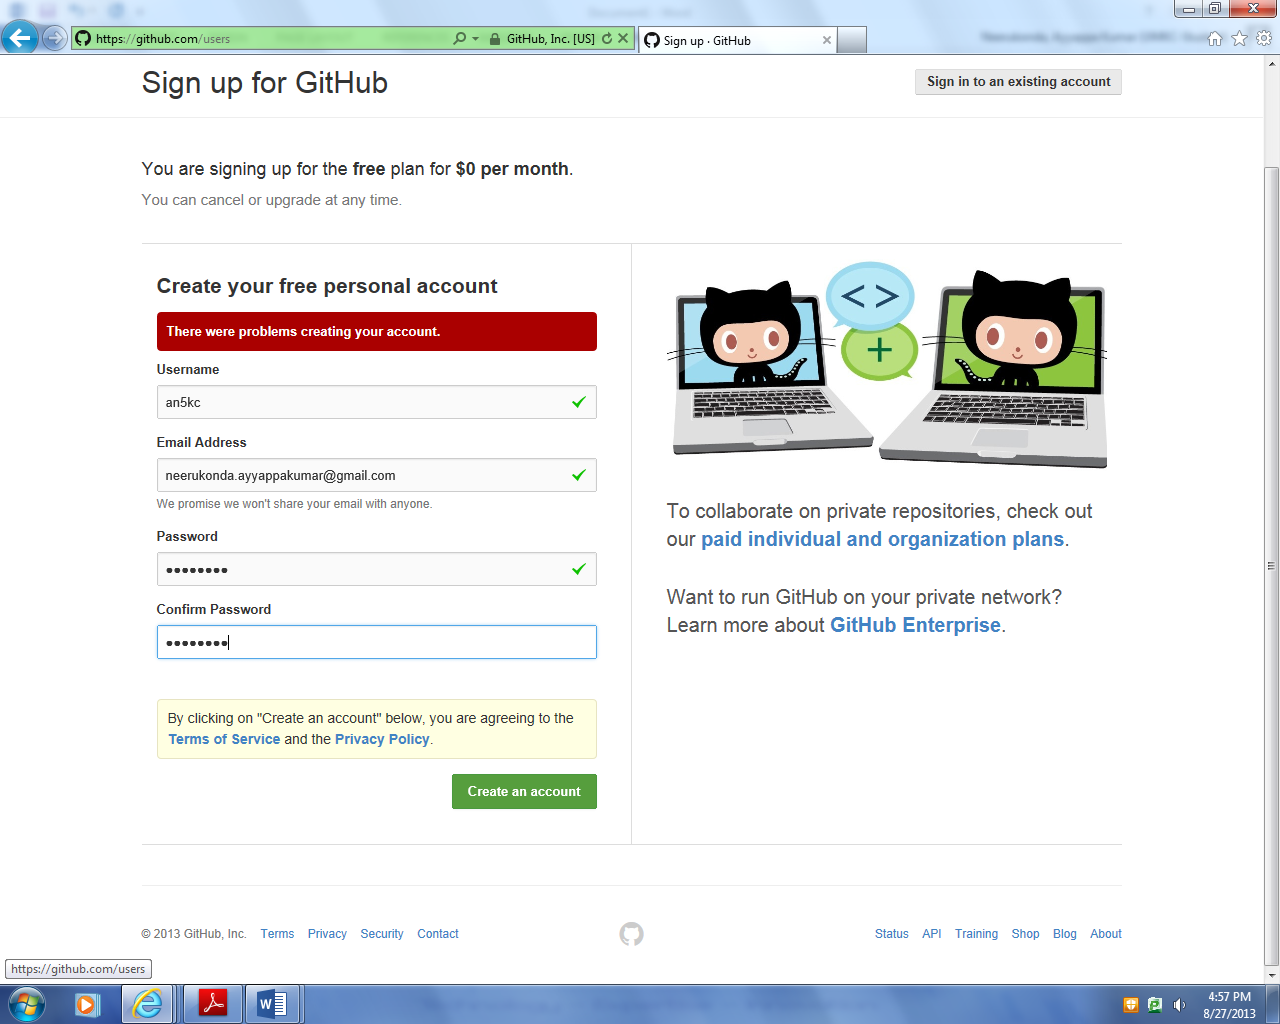 https://github.com/users
GitHub, Inc. [US]
Sign up · GitHub
Sign up for GitHub
Sign in to an existing account
You are signing up for the free plan for $0 per month.
You can cancel or upgrade at any time.
Create your free personal account
There were problems creating your account.
Username
an5kc
Email Address
neerukonda.ayyappakumar@gmail.com
We promise we won't share your email with anyone.
Password
Confirm Password
By clicking on "Create an account" below, you are agreeing to the
Terms of Service and the Privacy Policy.
Create an account
< >
+
To collaborate on private repositories, check out
our paid individual and organization plans.
Want to run GitHub on your private network?
Learn more about GitHub Enterprise.
© 2013 GitHub, Inc. Terms Privacy Security Contact
Status API Training Shop Blog About
https://github.com/users
4:57 PM
8/27/2013